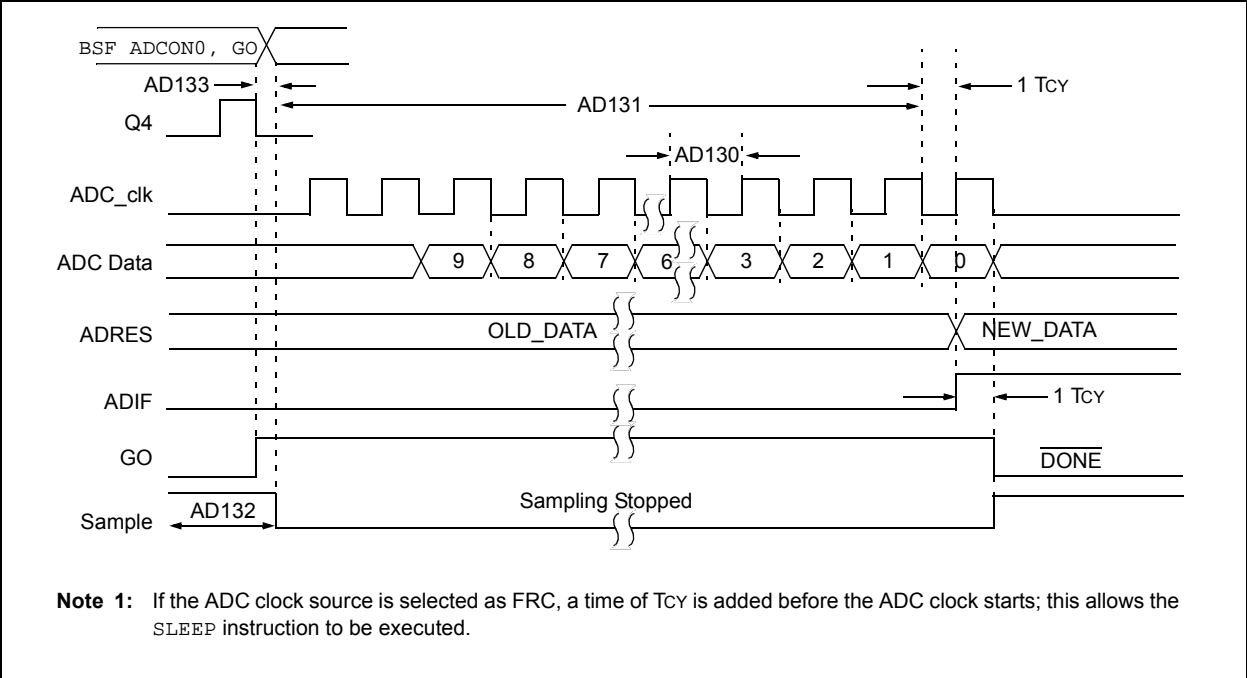 BSF ADCON0, GO
AD133
1 TCY
AD131
Q4
AD130
ADC_clk
ADC Data
9 8 7 6 3 2 1 0
ADRES
OLD_DATA
NEW_DATA
ADIF
1 TCY
GO
DONE
Sample
AD132
Sampling Stopped
Note 1: If the ADC clock source is selected as FRC, a time of TCY is added before the ADC clock starts; this allows the
SLEEP instruction to be executed.